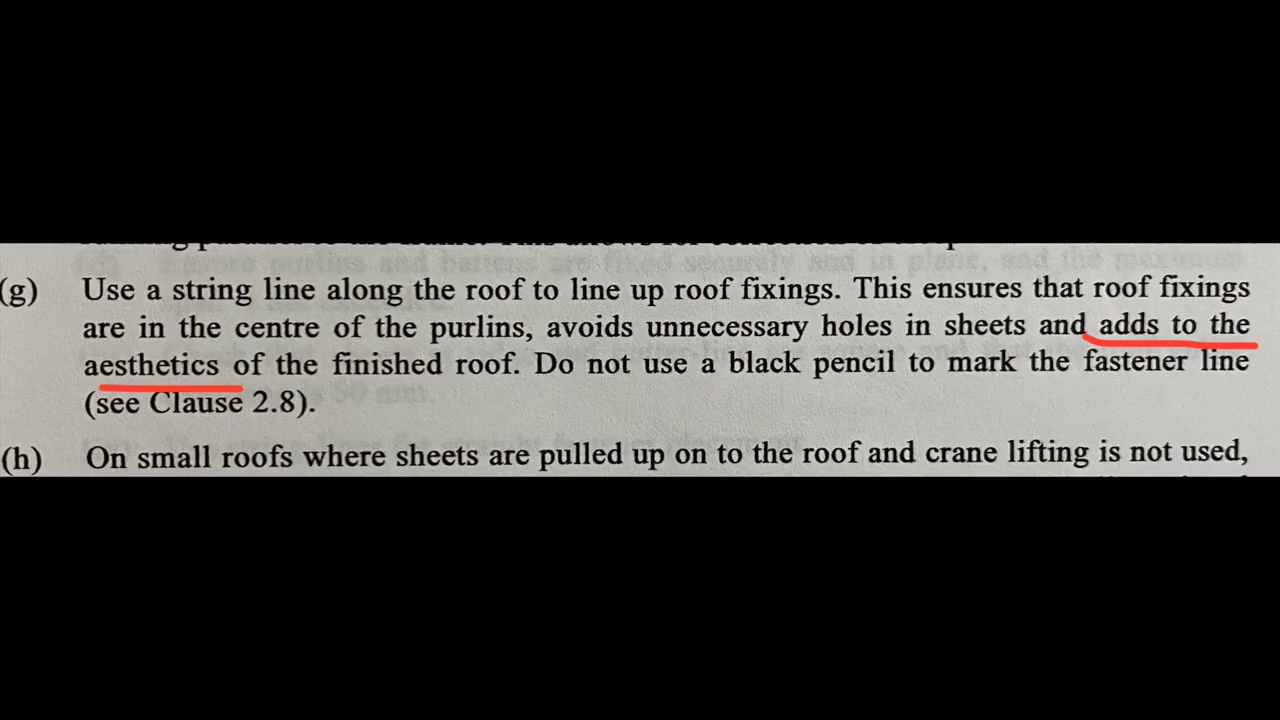 (g) Use a string line along the roof to line up roof fixings. This ensures that roof fixings
are in the centre of the purlins, avoids unnecessary holes in sheets and adds to the
aesthetics of the finished roof. Do not use a black pencil to mark the fastener line
(see Clause 2.8).
(h) On small roofs where sheets are pulled up on to the roof and crane lifting is not used,